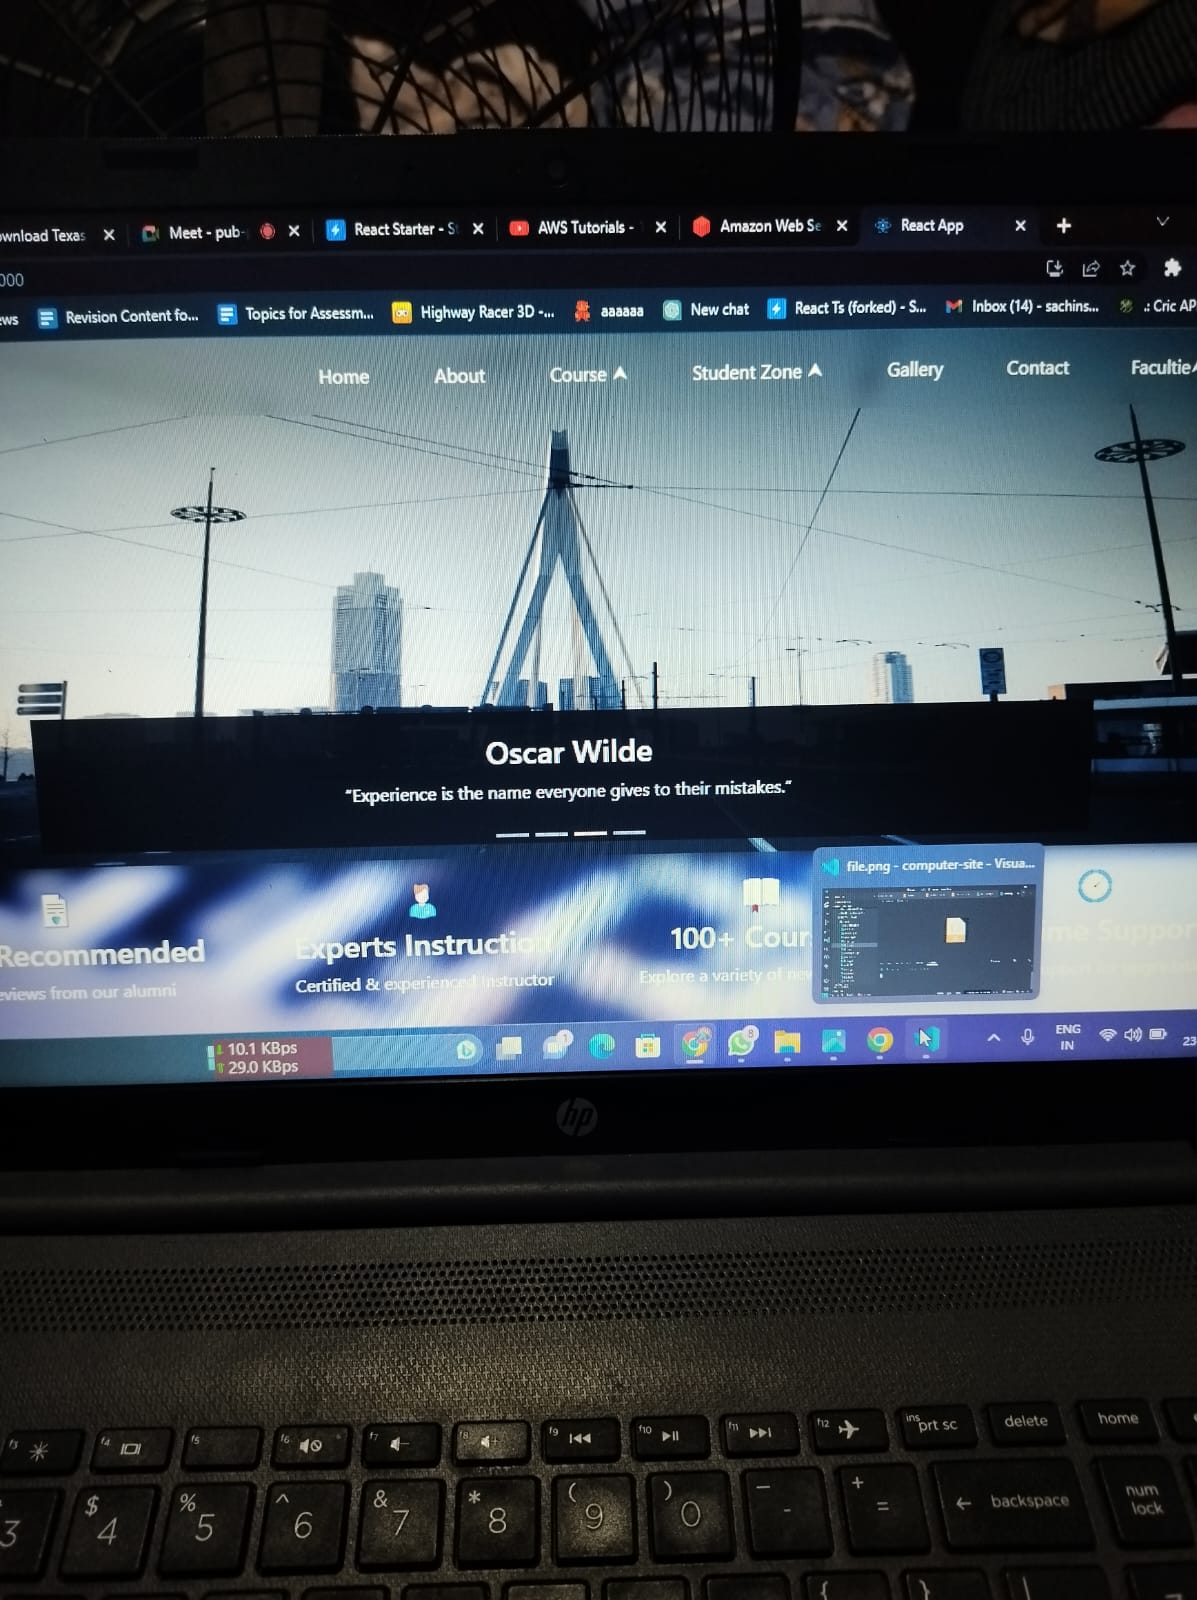 ownload Texas
Meet - pub-
React Starter - S
AWS Tutorials -
Amazon Web Se
React App
000
ews
Revision Content fo...
Topics for Assessm...
Highway Racer 3D -...
aaaaaa
New chat
React Ts (forked) - S...
Inbox (14) - sachins...
.: Cric AP
Home
About
Course
Student Zone
Gallery
Contact
Facultie
Oscar Wilde
“Experience is the name everyone gives to their mistakes.”
file.png - computer-site - Visua...
Recommended
Experts Instructio
100+ Cour
me Suppor
eviews from our alumni
Certified & experienced Instructor
Explore a variety of new
10.1 KBps
29.0 KBps
1
8
ENG
IN
23
hp
f3
f4
f5
f6
f7
f8
f9
f10
f11
f12
ins
prt sc
delete
home
3
$ 4
% 5
^ 6
& 7
* 8
( 9
) 0
— -
+ =
← backspace
num
lock
{
}
|